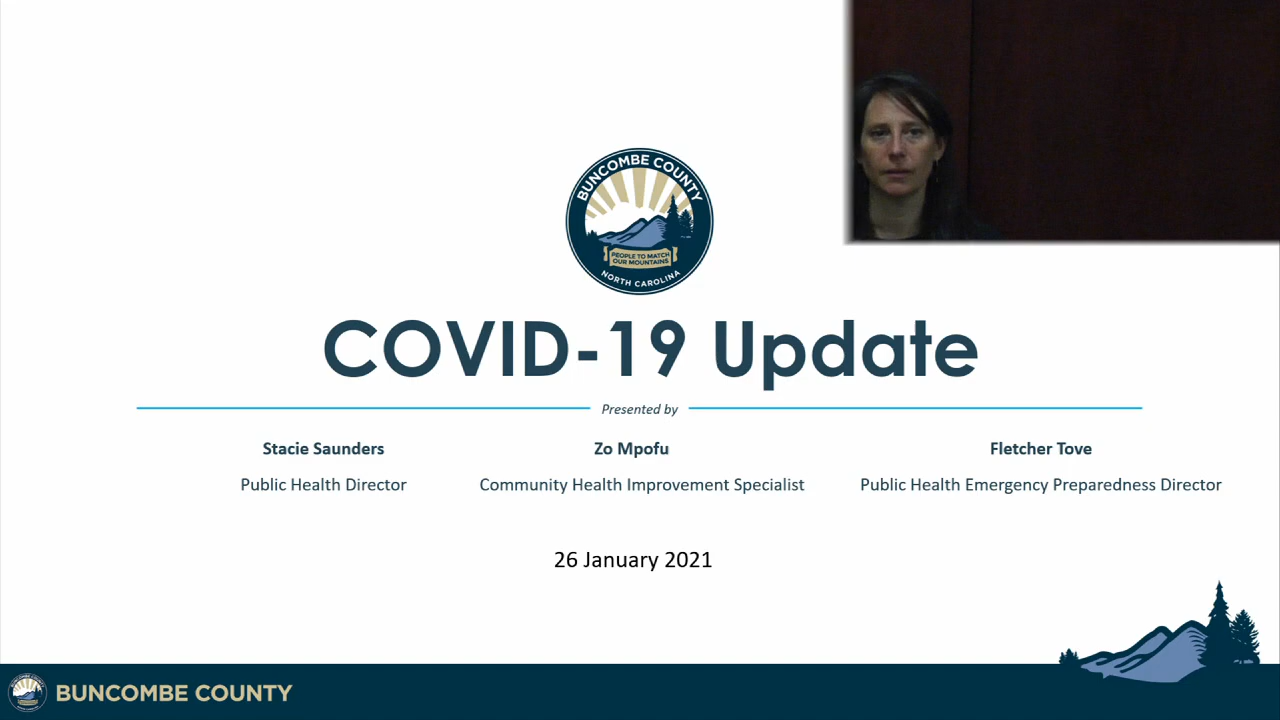 BUNCOMBE COUNTY
PEOPLE TO MATCH
OUR MOUNTAINS
NORTH CAROLINA
COVID-19 Update
Presented by
Stacie Saunders
Public Health Director
Zo Mpofu
Community Health Improvement Specialist
Fletcher Tove
Public Health Emergency Preparedness Director
26 January 2021
BUNCOMBE COUNTY